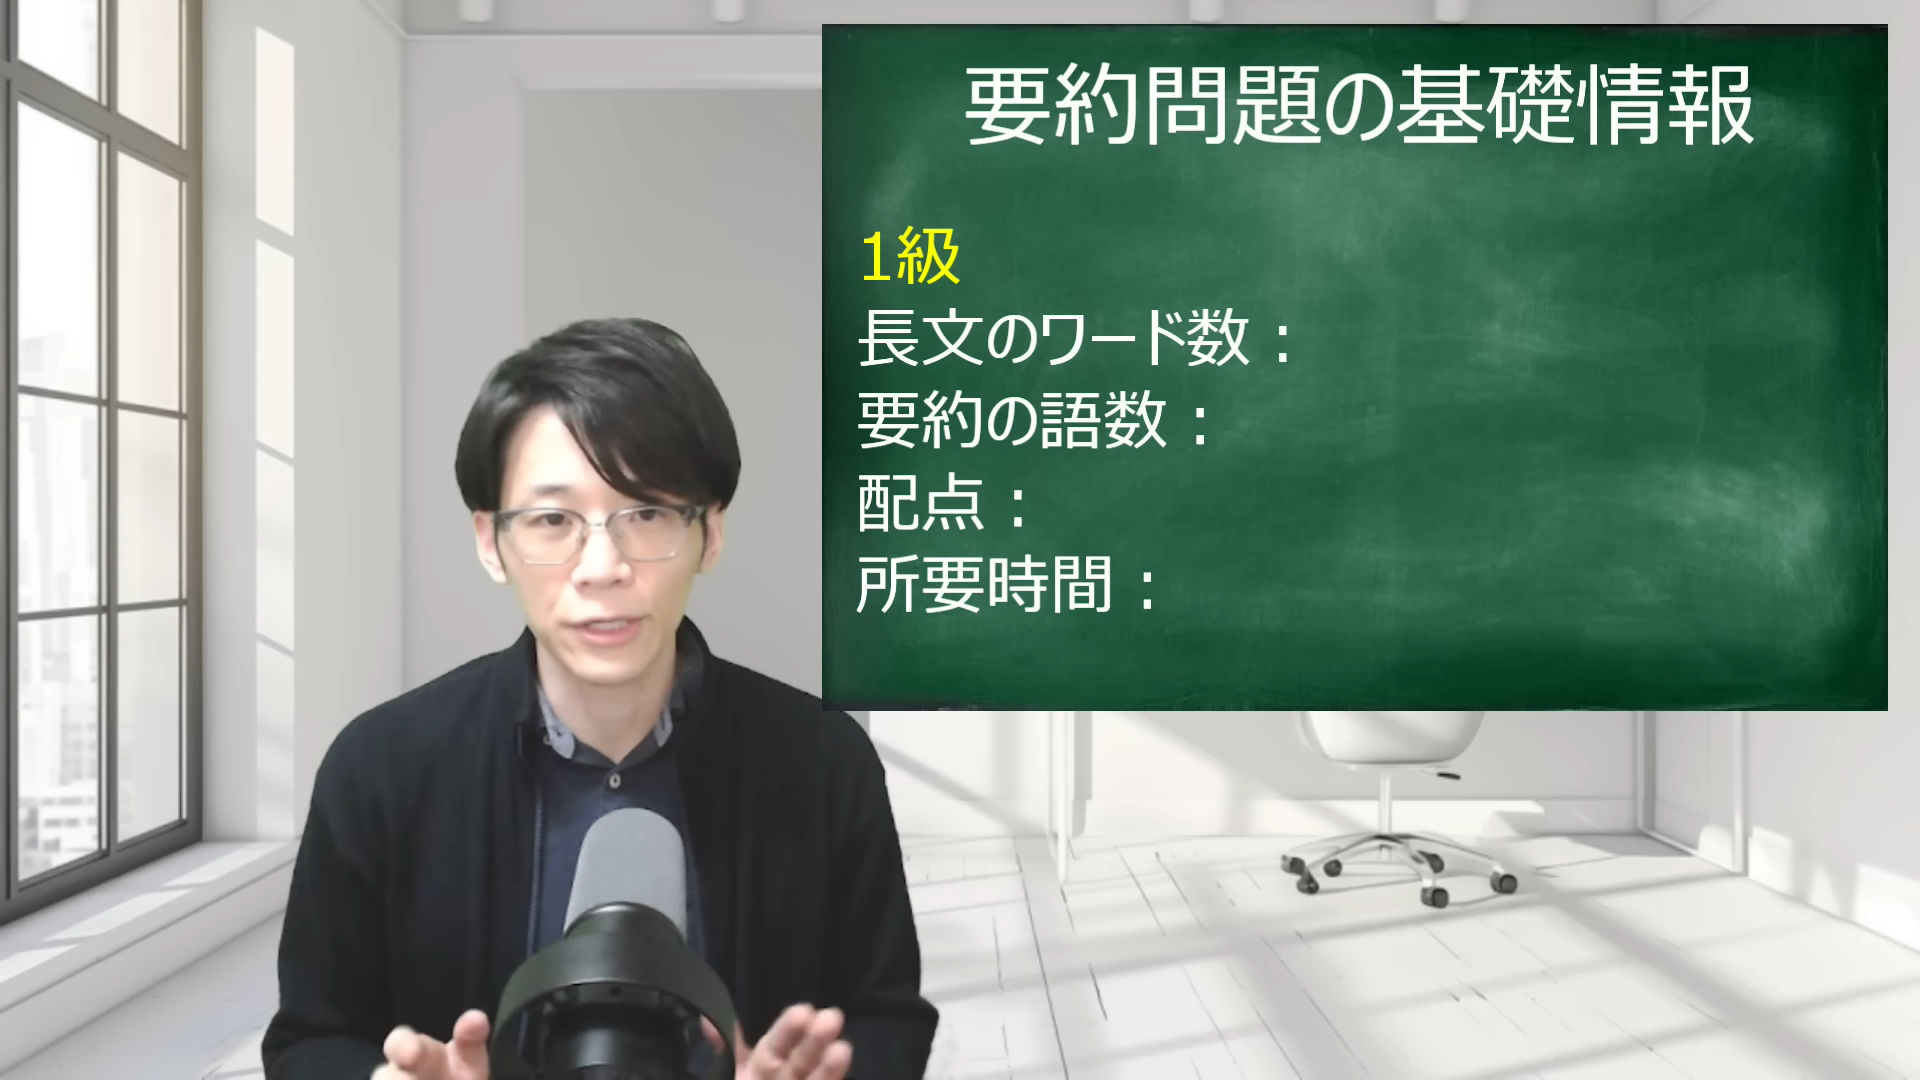 要約問題の基礎情報
1級
長文のワード数：
要約の語数：
配点：
所要時間：